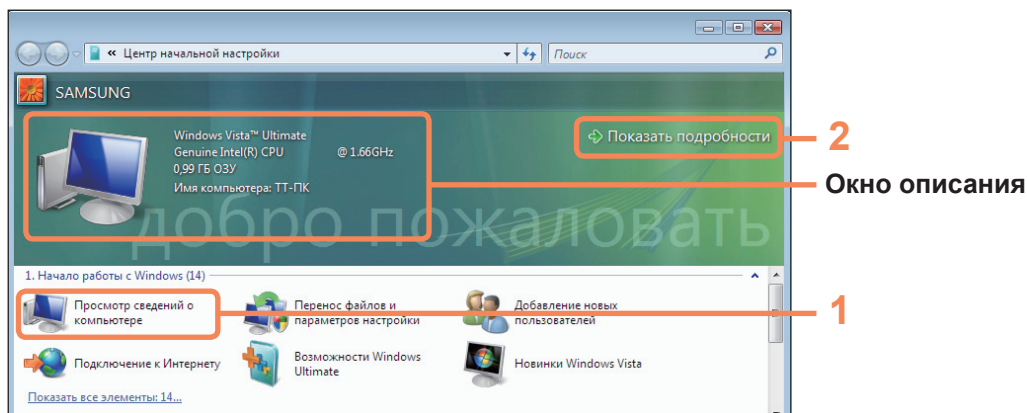 « Центр начальной настройки
Поиск
SAMSUNG
Windows Vista™ Ultimate
Genuine Intel(R) CPU @ 1.66GHz
0,99 ГБ ОЗУ
Имя компьютера: ТТ-ПК
Показать подробности
2
Окно описания
добро пожаловать
1. Начало работы с Windows (14)
Просмотр сведений о
компьютере
Перенос файлов и
параметров настройки
Добавление новых
пользователей
1
Подключение к Интернету
Возможности Windows
Ultimate
Новинки Windows Vista
Показать все элементы: 14...